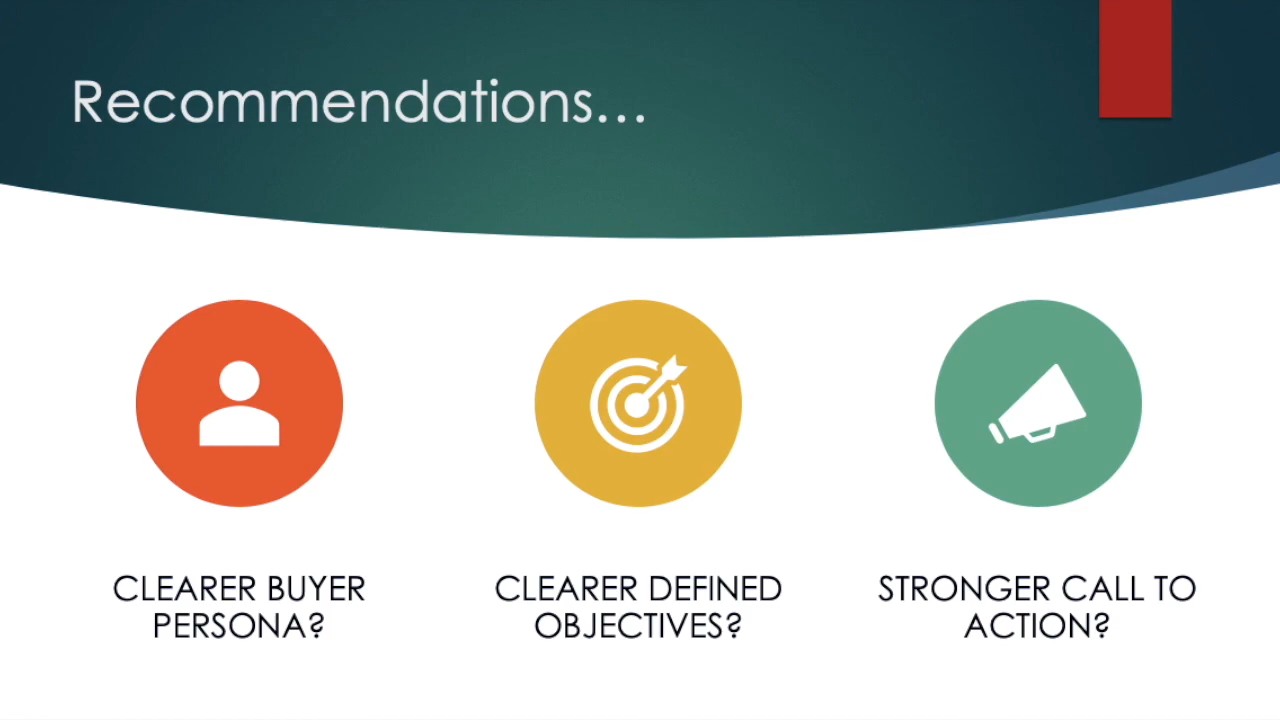 Recommendations...
CLEARER BUYER
PERSONA?
CLEARER DEFINED
OBJECTIVES?
STRONGER CALL TO
ACTION?